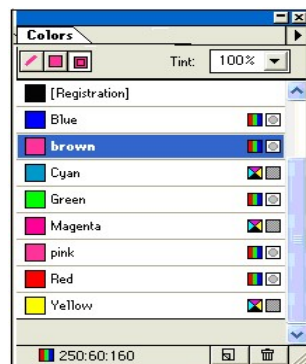 Colors
Tint: 100%
[Registration]
Blue
brown
Cyan
Green
Magenta
pink
Red
Yellow
250:60:160